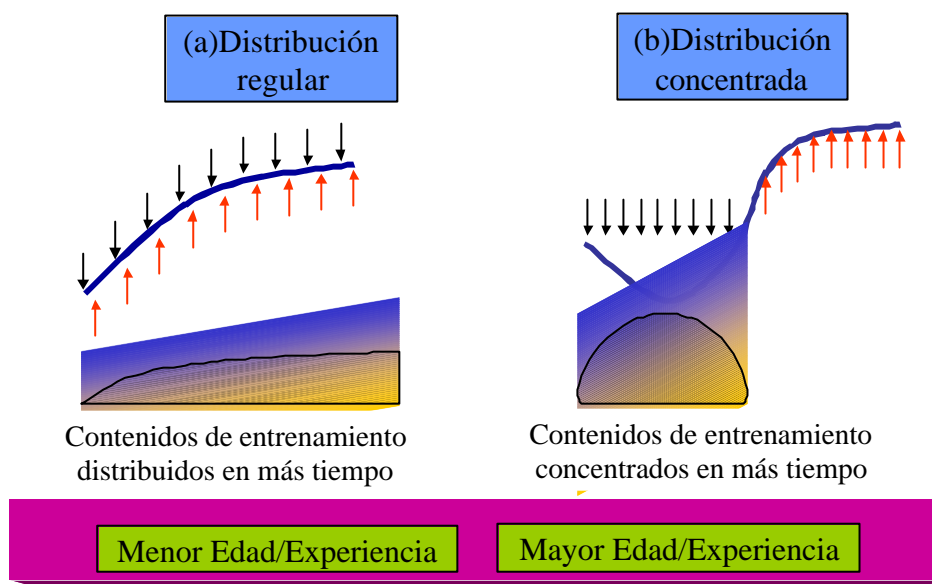 (a)Distribución
regular
(b)Distribución
concentrada
Contenidos de entrenamiento
distribuidos en más tiempo
Contenidos de entrenamiento
concentrados en más tiempo
Menor Edad/Experiencia
Mayor Edad/Experiencia